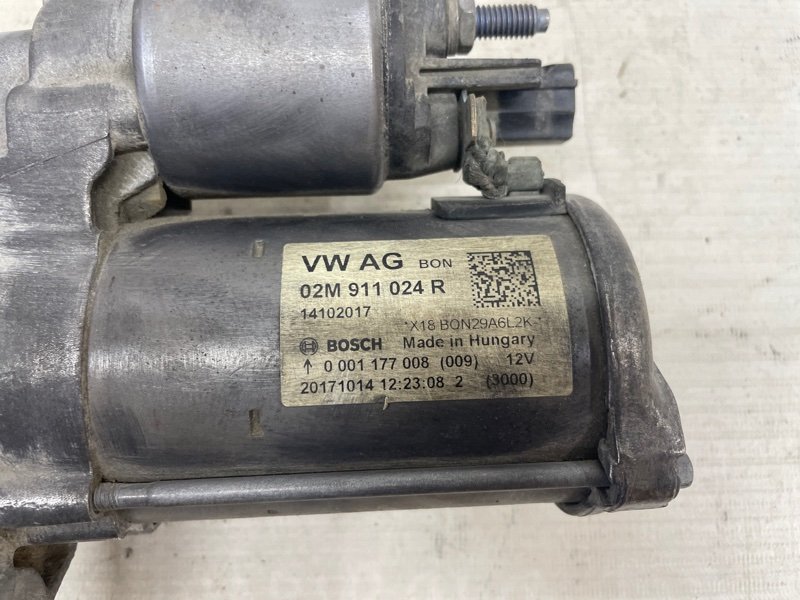 VW AG BON
02M 911 024 R
14102017
*X18 BON29A6L2K-*
BOSCH Made in Hungary
↑ 0 001 177 008 (009) 12V
20171014 12:23:08 2 (3000)